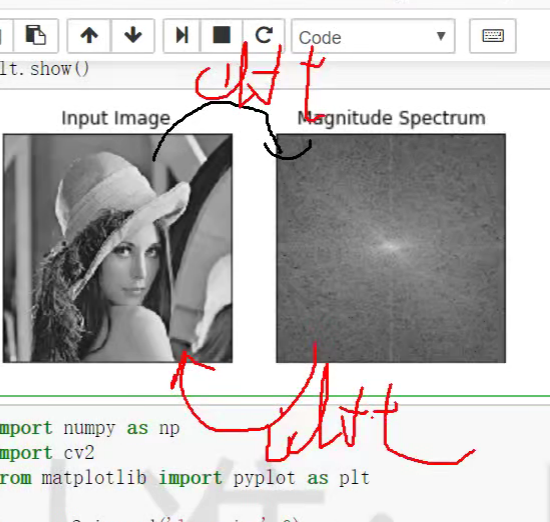 Code
lt.show()
dft
Input Image
Magnitude Spectrum
idft
mport numpy as np
mport cv2
rom matplotlib import pyplot as plt